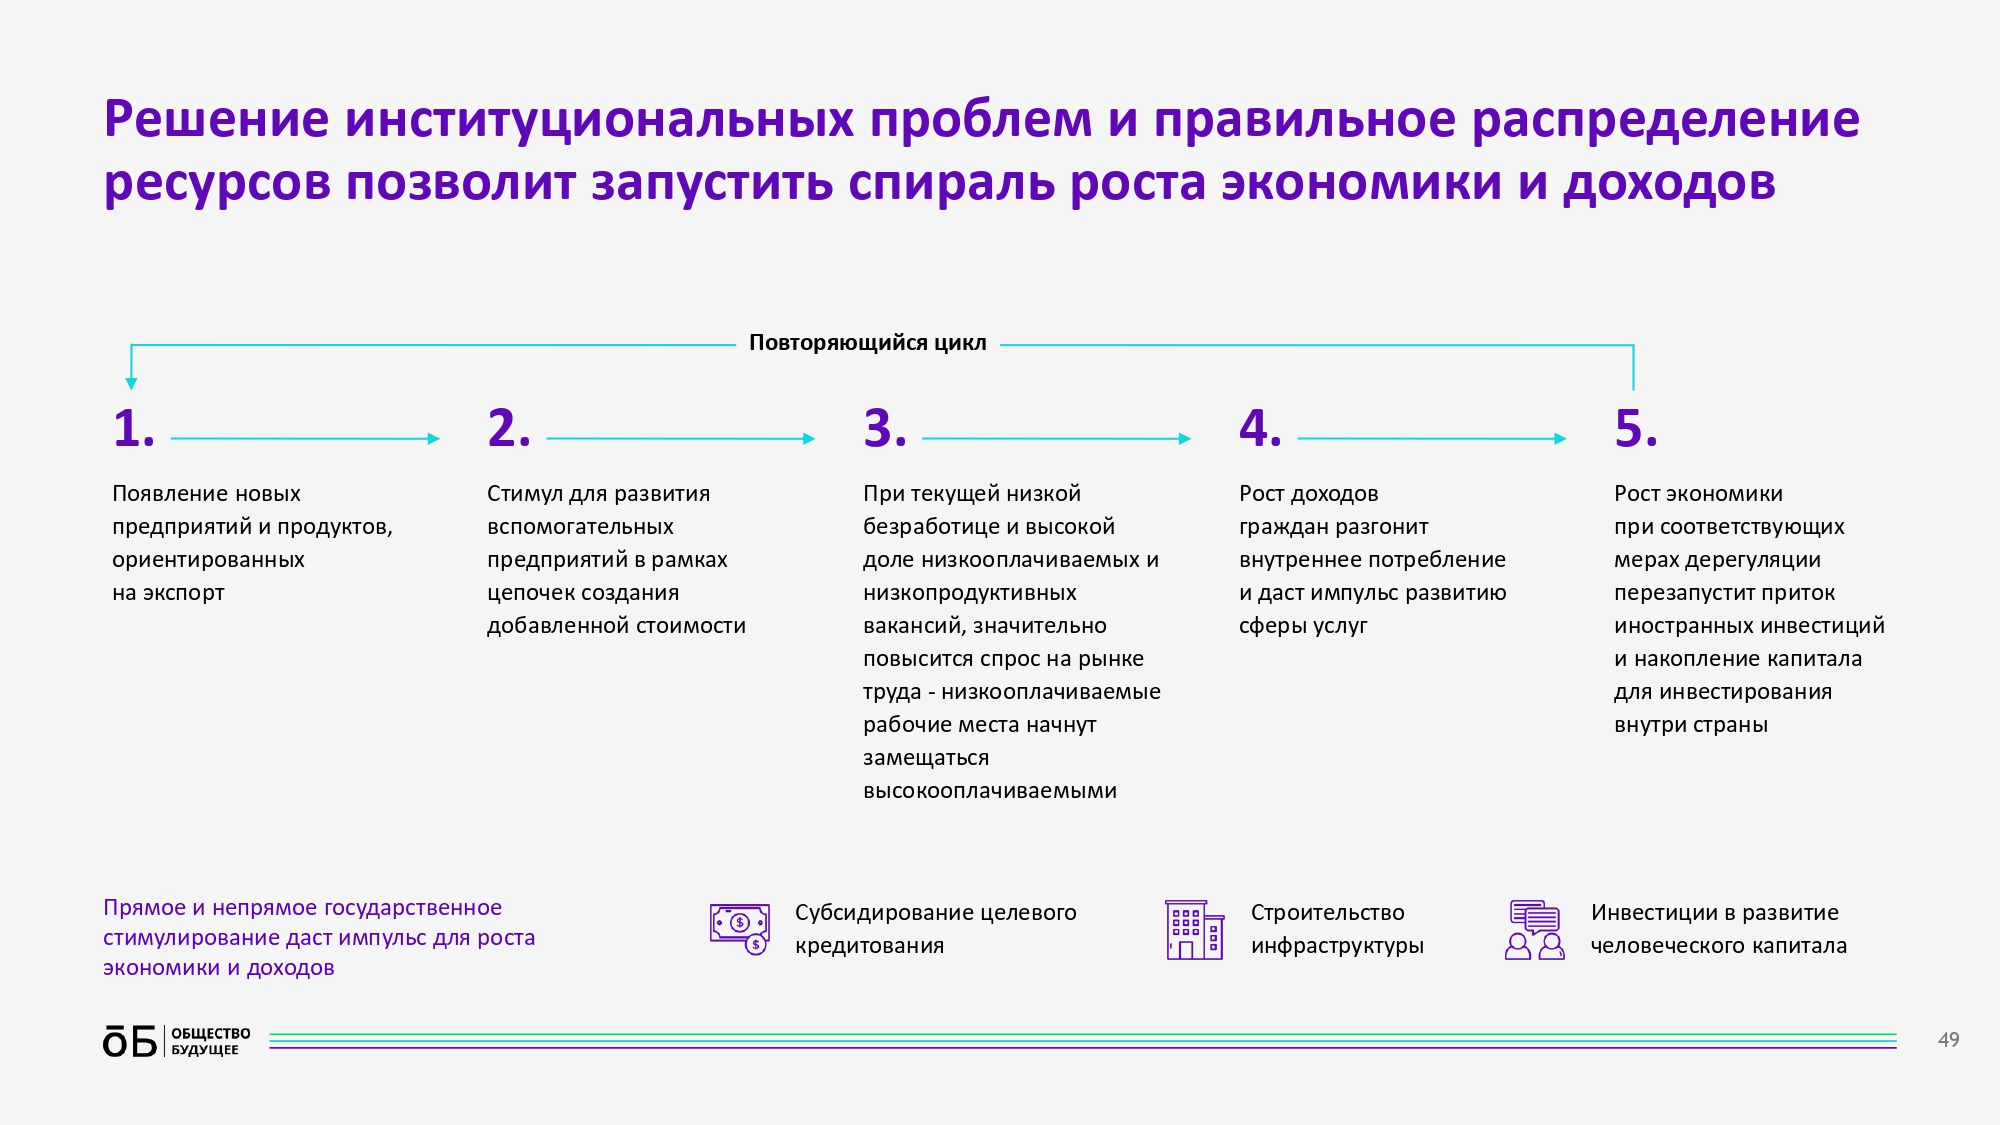 Решение институциональных проблем и правильное распределение
ресурсов позволит запустить спираль роста экономики и доходов
Повторяющийся цикл
1.
Появление новых
предприятий и продуктов,
ориентированных
на экспорт
2.
Стимул для развития
вспомогательных
предприятий в рамках
цепочек создания
добавленной стоимости
3.
При текущей низкой
безработице и высокой
доле низкооплачиваемых и
низкопродуктивных
вакансий, значительно
повысится спрос на рынке
труда - низкооплачиваемые
рабочие места начнут
замещаться
высокооплачиваемыми
4.
Рост доходов
граждан разгонит
внутреннее потребление
и даст импульс развитию
сферы услуг
5.
Рост экономики
при соответствующих
мерах дерегуляции
перезапустит приток
иностранных инвестиций
и накопление капитала
для инвестирования
внутри страны
Прямое и непрямое государственное
стимулирование даст импульс для роста
экономики и доходов
$
$
Субсидирование целевого
кредитования
Строительство
инфраструктуры
Инвестиции в развитие
человеческого капитала
ОБ
ОБЩЕСТВО
БУДУЩЕЕ
49